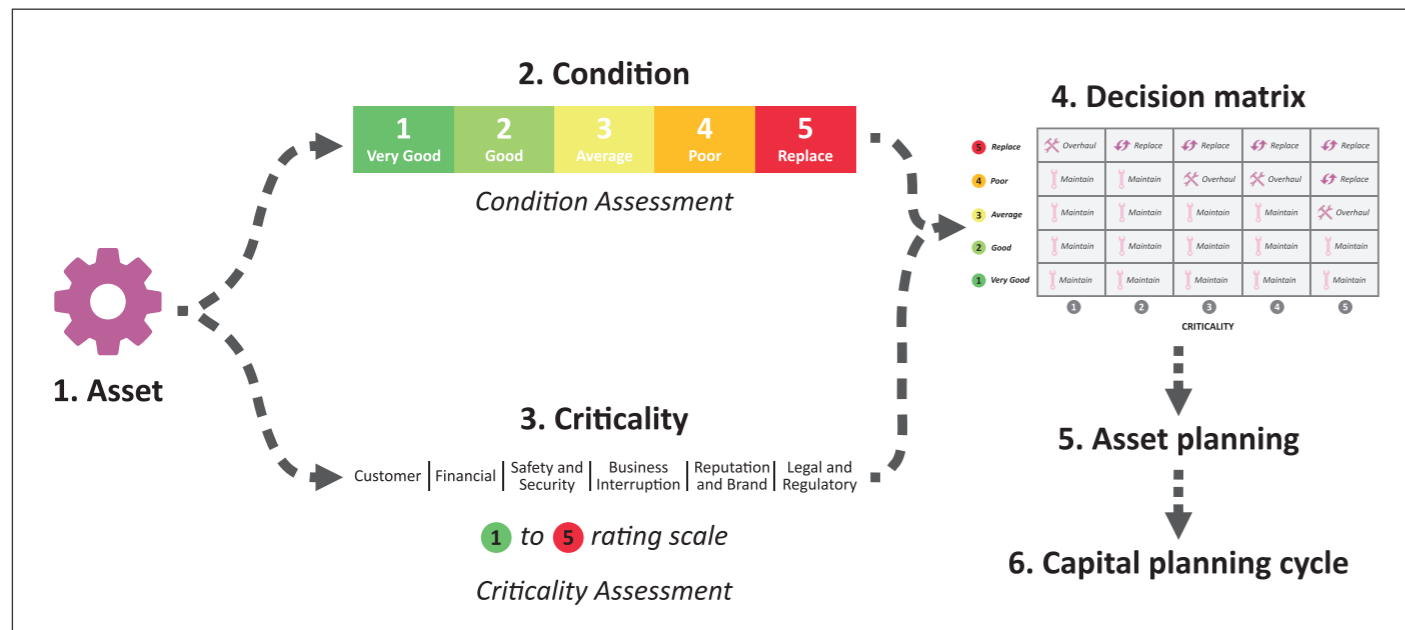 2. Condition
1
Very Good
2
Good
3
Average
4
Poor
5
Replace
Condition Assessment
1. Asset
3. Criticality
Customer
Financial
Safety and
Security
Business
Interruption
Reputation
and Brand
Legal and
Regulatory
1 to 5 rating scale
Criticality Assessment
4. Decision matrix
5 Replace Overhaul Replace Replace Replace Replace
4 Poor Maintain Maintain Overhaul Overhaul Replace
3 Average Maintain Maintain Maintain Maintain Overhaul
2 Good Maintain Maintain Maintain Maintain Maintain
1 Very Good Maintain Maintain Maintain Maintain Maintain
1 2 3 4 5
CRITICALITY
5. Asset planning
6. Capital planning cycle